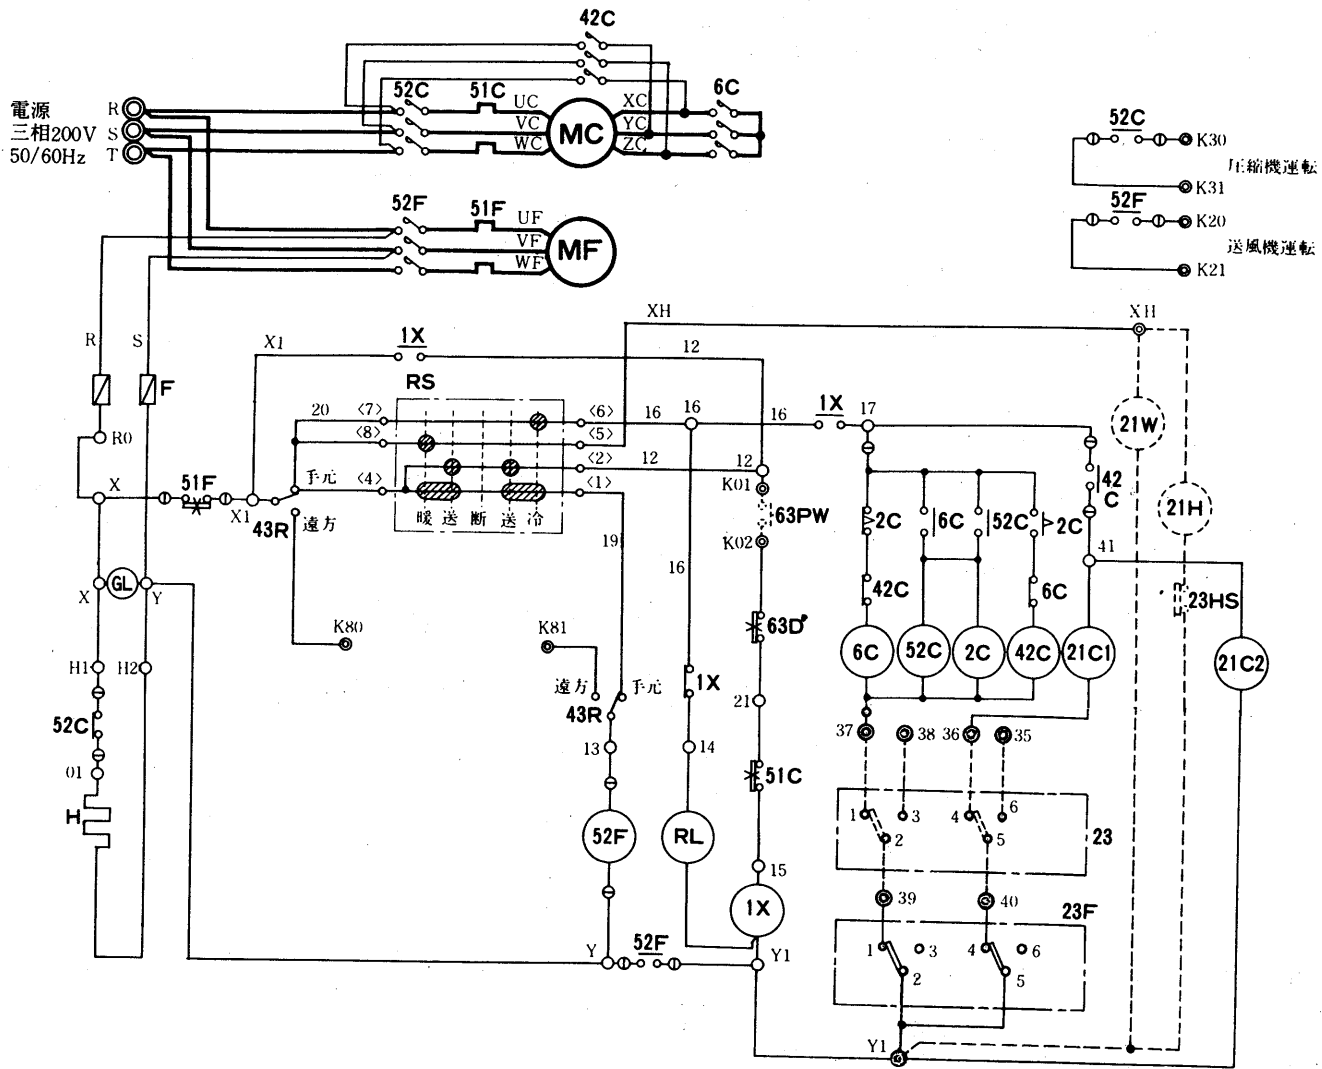 42C
52C 51C 6C
電源 R UC XC
三相200V S VC MC YC
50/60Hz T WC ZC
52C
K30
圧縮機運転
K31
52F
K20
送風機運転
K21
52F 51F UF
VF MF
WF
R S F
R0
X1 1X 12 XH XH
RS
20 <7> <6> 16 16 16 1X 17
<8> <5>
<2> 12 12
手元 <4> <1>
暖 送 断 送 冷
X 51F X1 43R 遠方
K01
63PW
K02
21W
21H
23HS
2C 6C 52C 2C 42C
41
42C 6C
19 16
GL
X Y
K80 K81
63D
6C 52C 2C 42C 21C1 21C2
H1 H2
遠方 手元
43R
1X
21
52C
13 14
37 38 36 35
01
51C
H
52F RL
1 2 3 4 5 6
23
15
1X
39 40
23F
1 2 3 4 5 6
Y 52F Y1
Y1